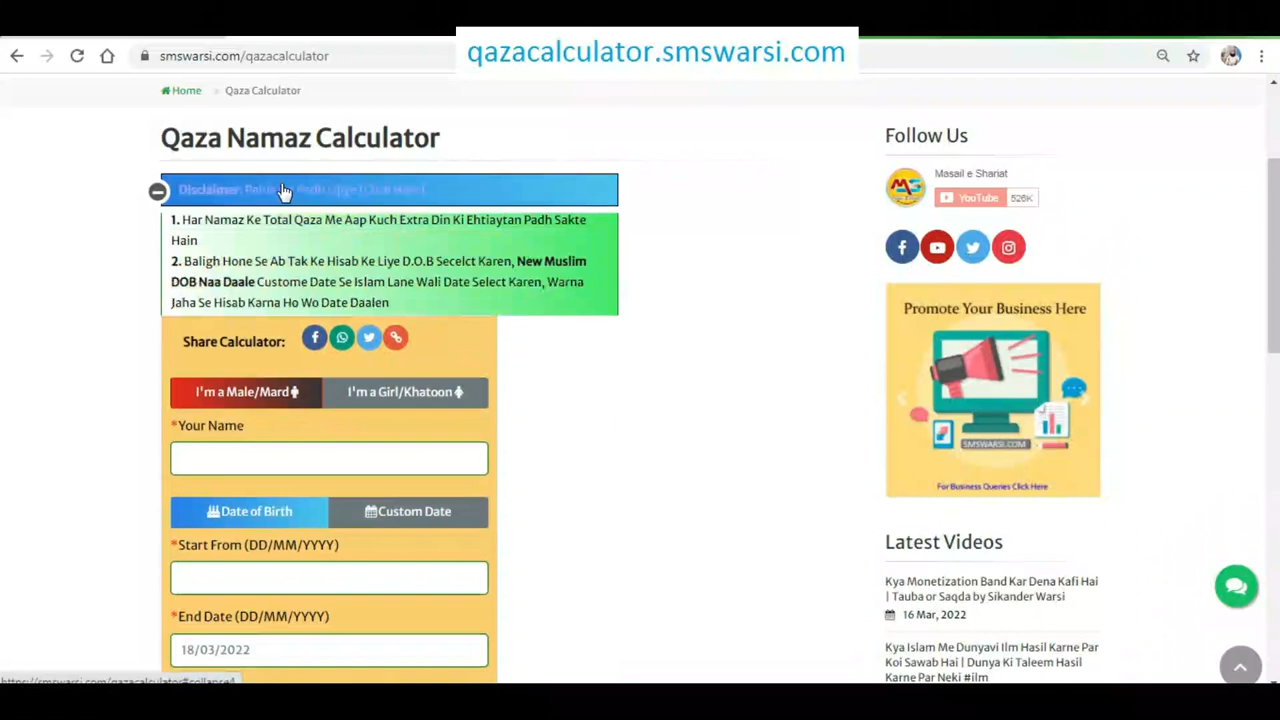 qazacalculator.smswarsi.com
smswarsi.com/qazacalculator
Home » Qaza Calculator
Qaza Namaz Calculator
Disclaimer:
1. Har Namaz Ke Total Qaza Me Aap Kuch Extra Din Ki Ehtiaytan Padh Sakte
Hain
2. Baligh Hone Se Ab Tak Ke Hisab Ke Liye D.O.B Secelct Karen, New Muslim
DOB Naa Daale Custome Date Se Islam Lane Wali Date Select Karen, Warna
Jaha Se Hisab Karna Ho Wo Date Daalen
Share Calculator:
I'm a Male/Mard
I'm a Girl/Khatoon
*Your Name
Date of Birth
Custom Date
*Start From (DD/MM/YYYY)
*End Date (DD/MM/YYYY)
18/03/2022
https://smswarsi.com/qazacalculator#collapse4
Follow Us
MS
Masail e Shariat
YouTube 526K
Promote Your Business Here
SMSWARSI.COM
For Business Queries Click Here
Latest Videos
Kya Monetization Band Kar Dena Kafi Hai
| Tauba or Saqda by Sikander Warsi
16 Mar, 2022
Kya Islam Me Dunyavi Ilm Hasil Karne Par
Koi Sawab Hai | Dunya Ki Taleem Hasil
Karne Par Neki #ilm